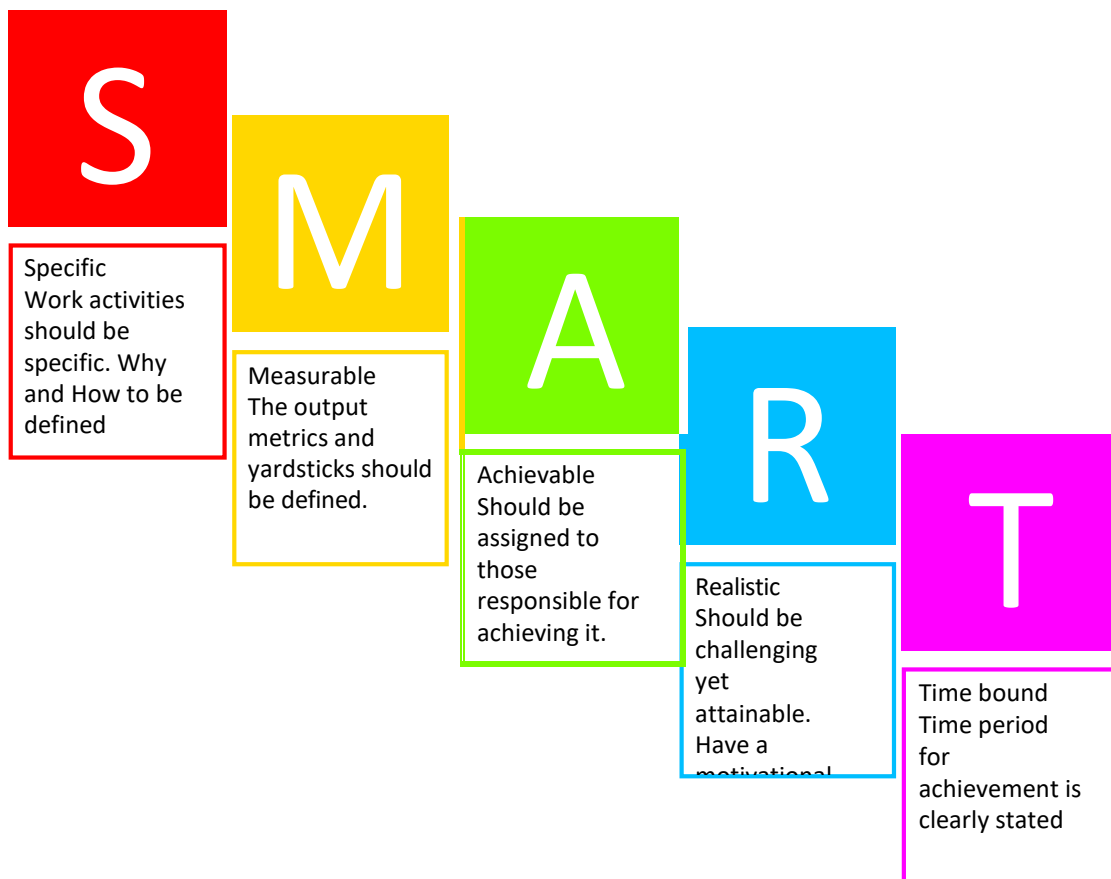 S
Specific
Work activities
should be
specific. Why
and How to be
defined
M
Measurable
The output
metrics and
yardsticks should
be defined.
A
Achievable
Should be
assigned to
those
responsible for
achieving it.
R
Realistic
Should be
challenging
yet
attainable.
Have a
motivational
T
Time bound
Time period
for
achievement is
clearly stated